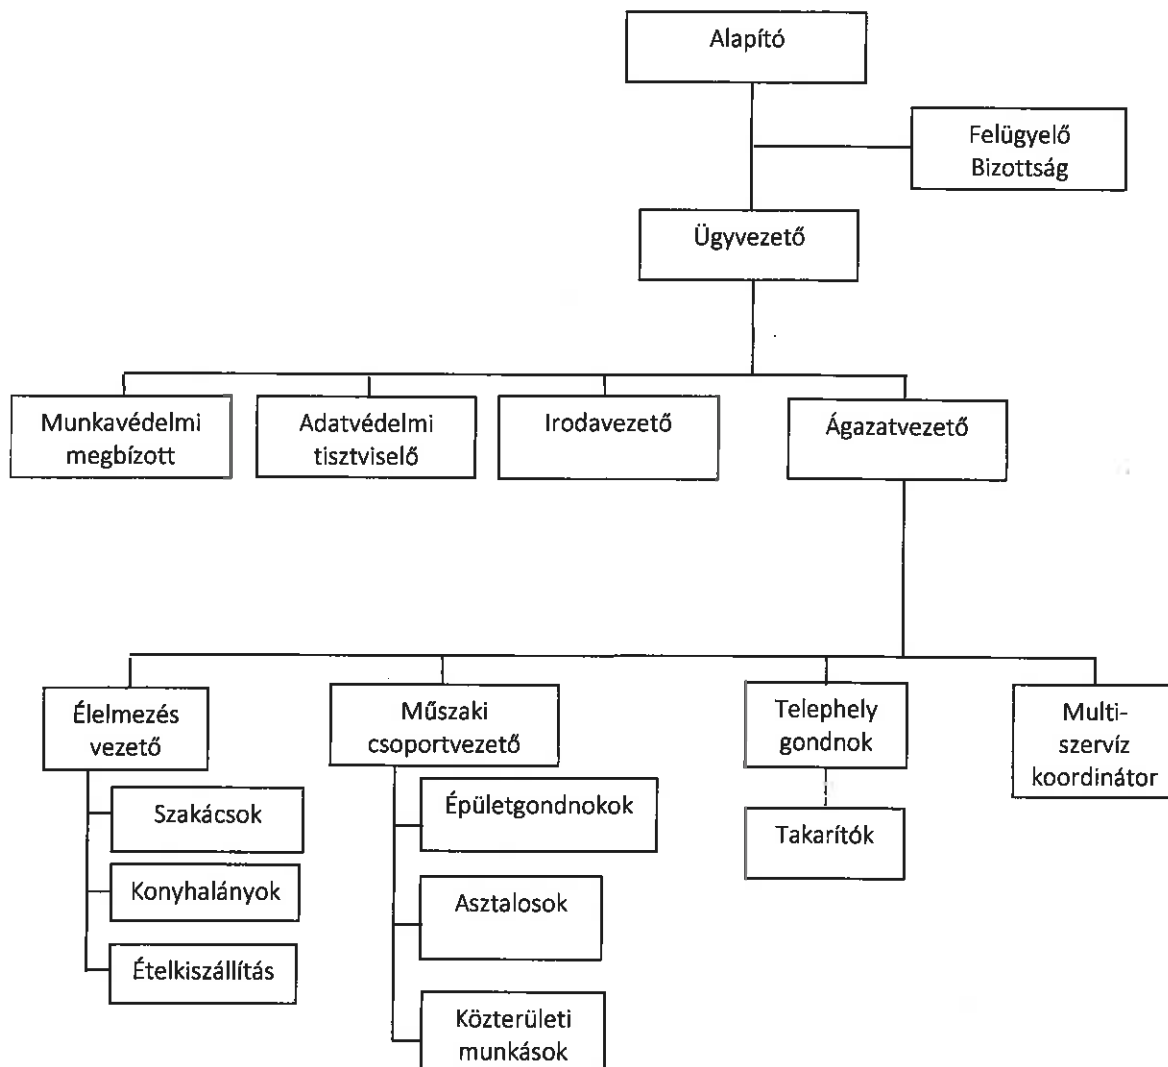 Alapító
Felügyelő
Bizottság
Ügyvezető
Munkavédelmi
megbízott
Adatvédelmi
tisztviselő
Irodavezető
Ágazatvezető
Élelmezés
vezető
Műszaki
csoportvezető
Telephely
gondnok
Multi-
szervíz
koordinátor
Szakácsok
Konyhalányok
Ételkiszállítás
Épületgondnokok
Asztalosok
Közterületi
munkások
Takarítók